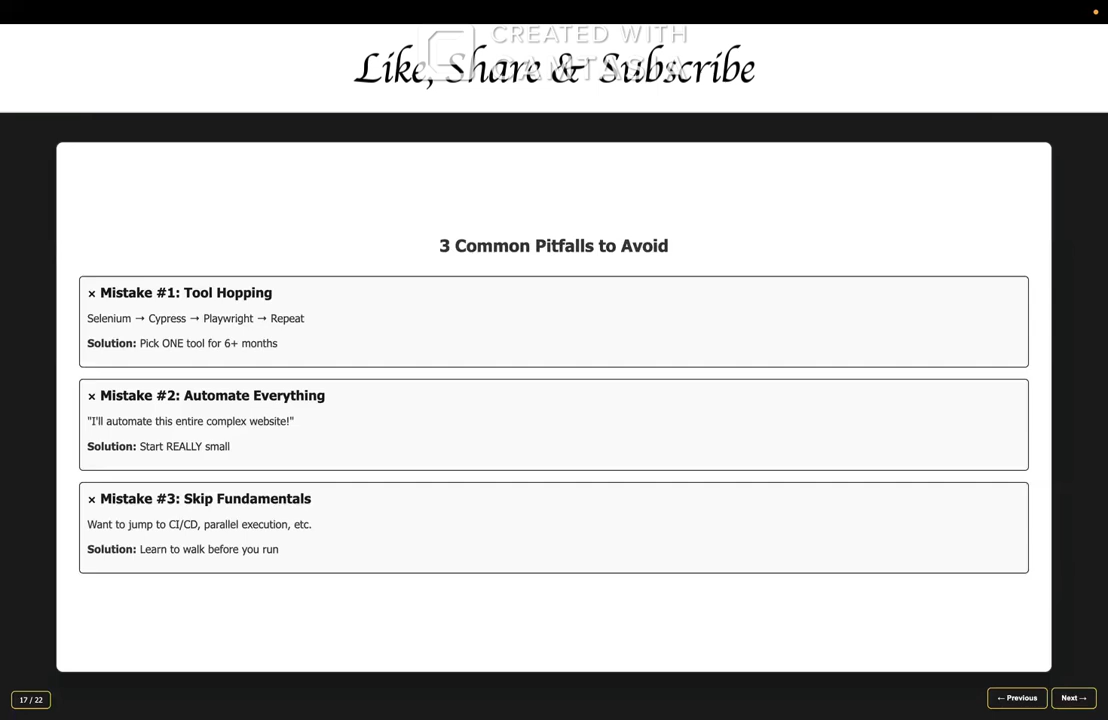 CREATED WITH
CAMTASIA
Like, Share & Subscribe
3 Common Pitfalls to Avoid
× Mistake #1: Tool Hopping
Selenium → Cypress → Playwright → Repeat
Solution: Pick ONE tool for 6+ months
× Mistake #2: Automate Everything
"I'll automate this entire complex website!"
Solution: Start REALLY small
× Mistake #3: Skip Fundamentals
Want to jump to CI/CD, parallel execution, etc.
Solution: Learn to walk before you run
17 / 22
← Previous
Next →